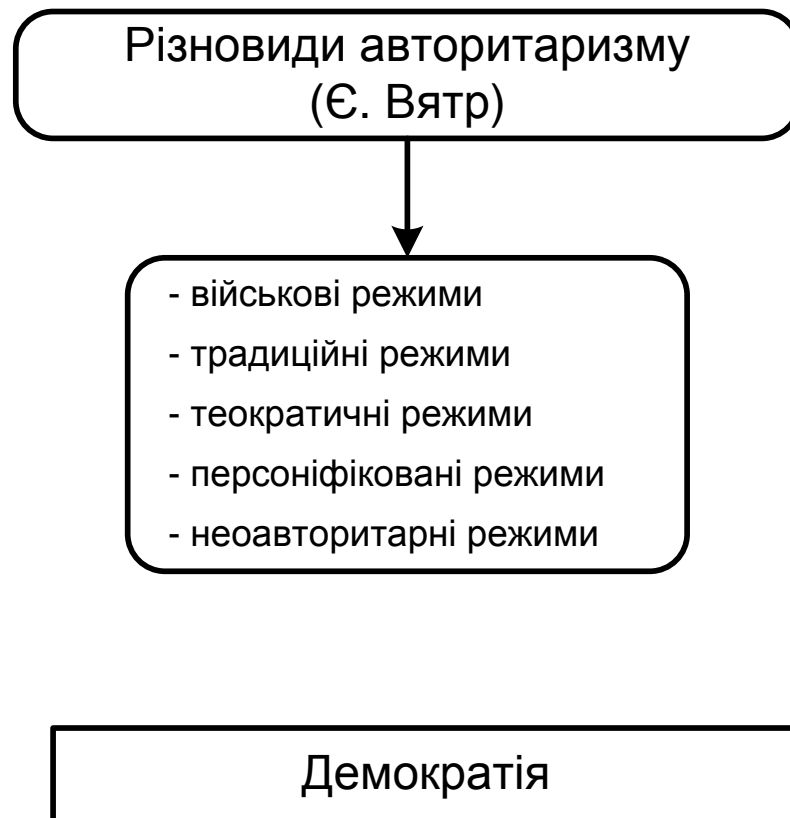 Різновиди авторитаризму
(Є. Вятр)
- військові режими
- традиційні режими
- теократичні режими
- персоніфіковані режими
- неоавторитарні режими
Демократія